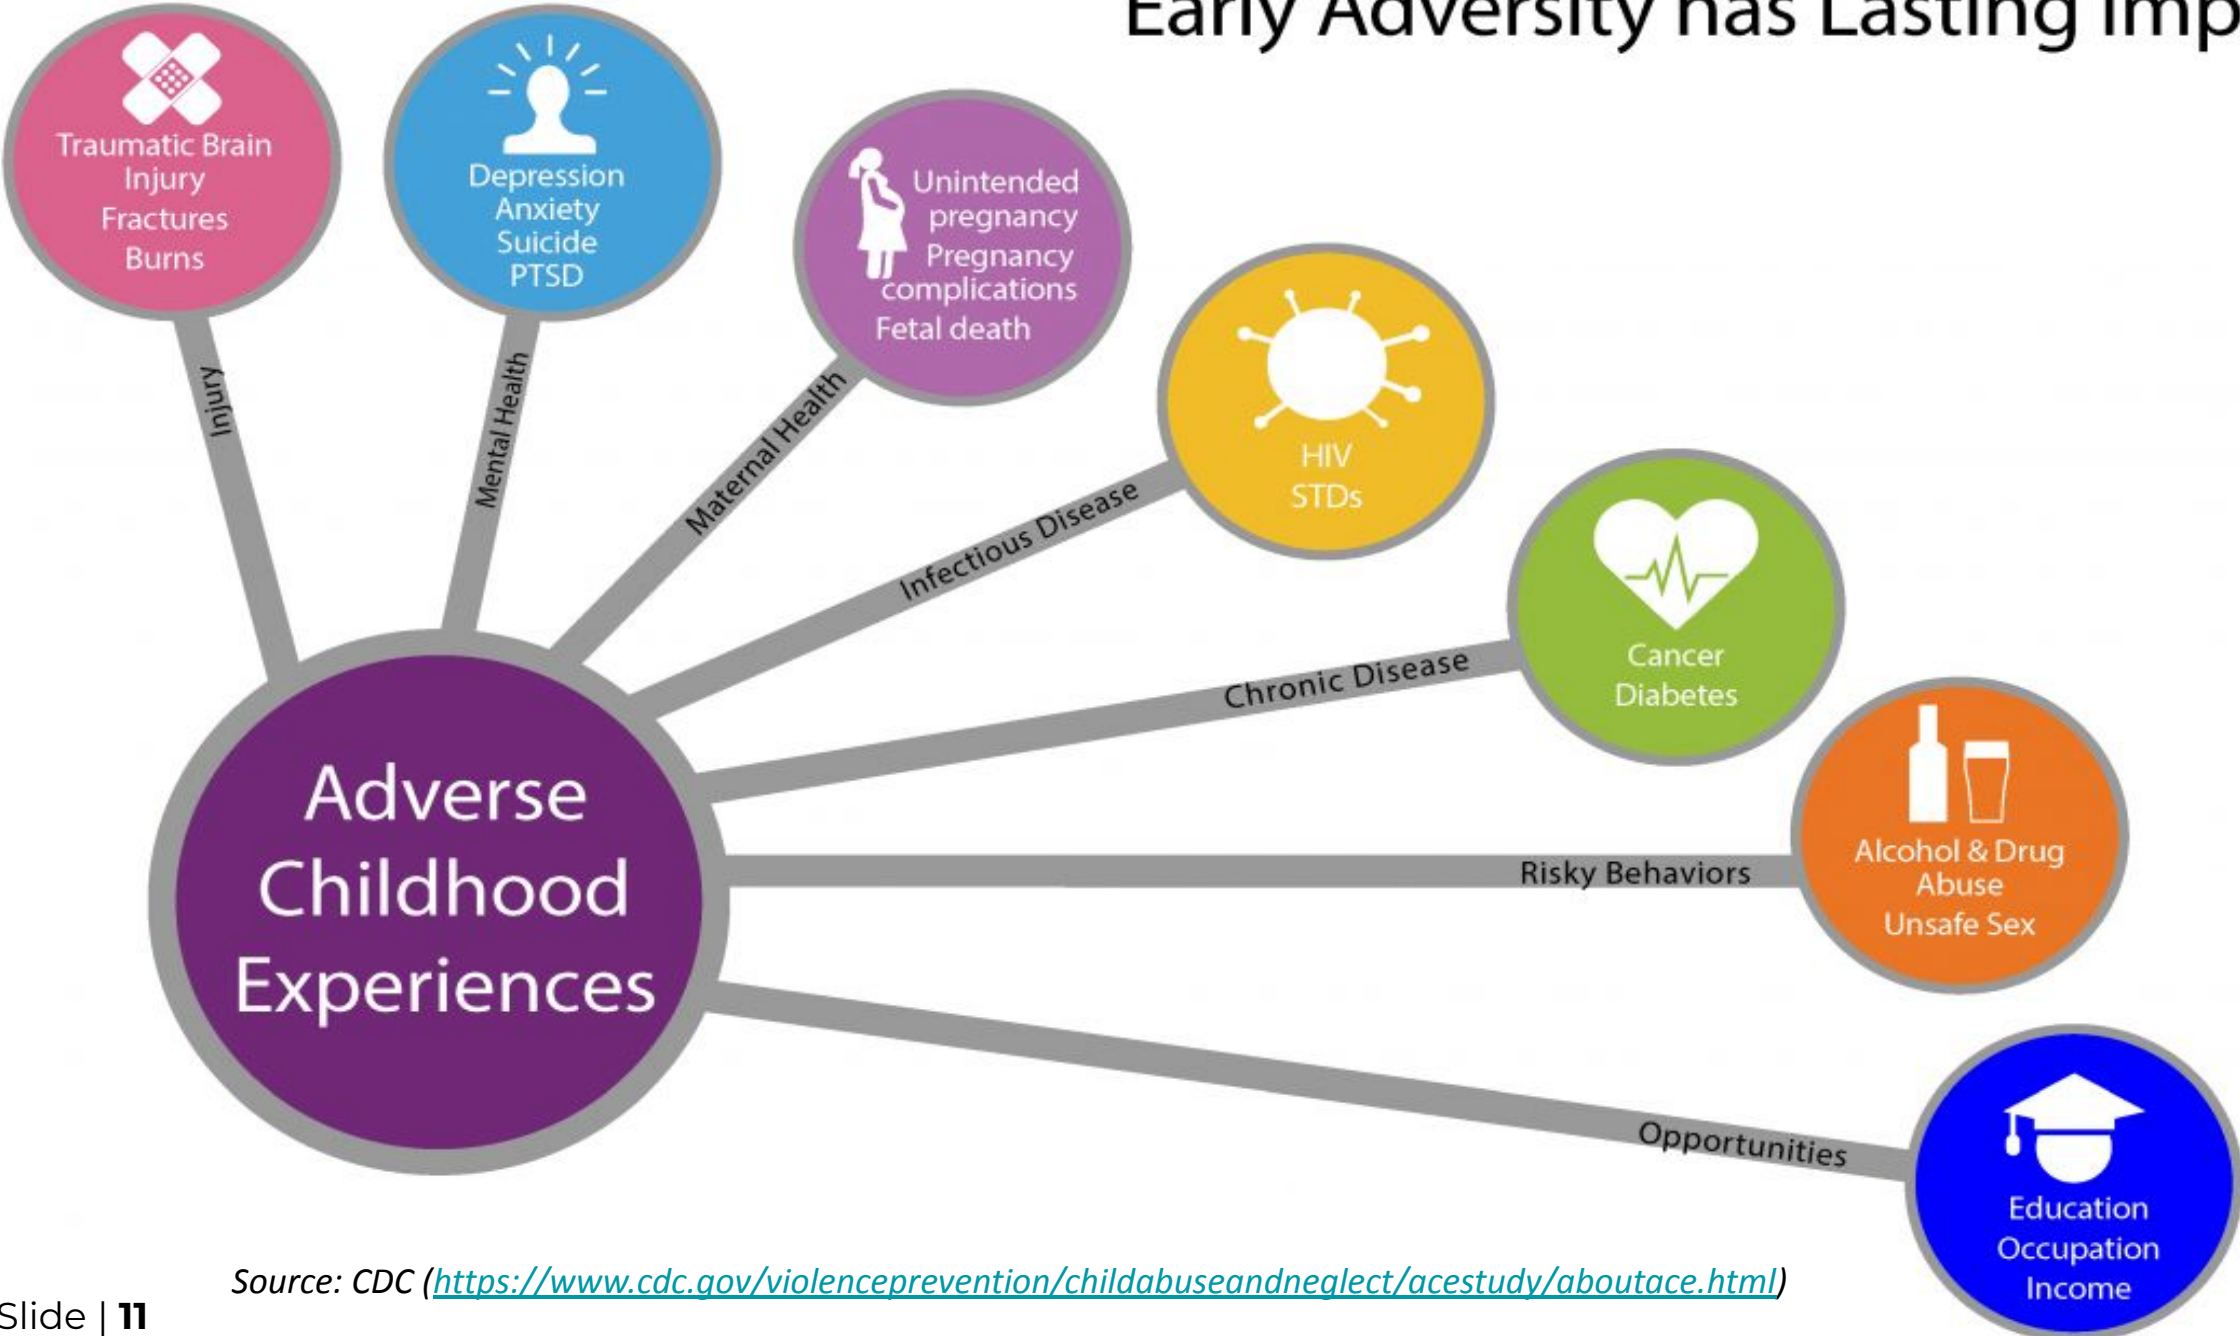 Early Adversity has Lasting Imp
Traumatic Brain
Injury
Fractures
Burns
Injury
Depression
Anxiety
Suicide
PTSD
Mental Health
Unintended
pregnancy
Pregnancy
complications
Fetal death
Maternal Health
HIV
STDs
Infectious Disease
Cancer
Diabetes
Chronic Disease
Alcohol & Drug
Abuse
Unsafe Sex
Risky Behaviors
Education
Occupation
Income
Opportunities
Adverse
Childhood
Experiences
Source: CDC (https://www.cdc.gov/violenceprevention/childabuseandneglect/acestudy/aboutace.html)
Slide | 11